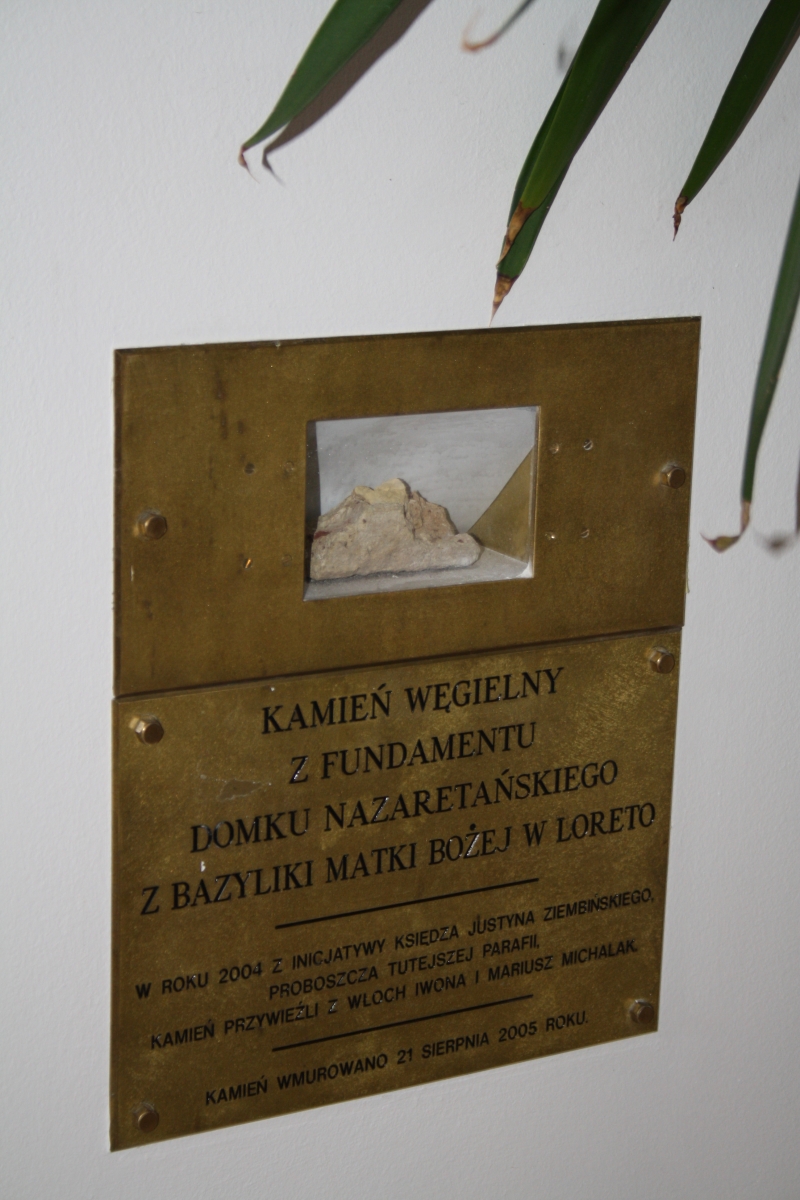 KAMIEŃ WĘGIELNY
Z FUNDAMENTU
DOMKU NAZARETAŃSKIEGO
Z BAZYLIKI MATKI BOŻEJ W LORETO
W ROKU 2004 Z INICJATYWY KSIĘDZA JUSTYNA ZIEMBIŃSKIEGO,
PROBOSZCZA TUTEJSZEJ PARAFII,
KAMIEŃ PRZYWIEŹLI Z WŁOCH IWONA I MARIUSZ MICHALAK.
KAMIEŃ WMUROWANO 21 SIERPNIA 2005 ROKU.